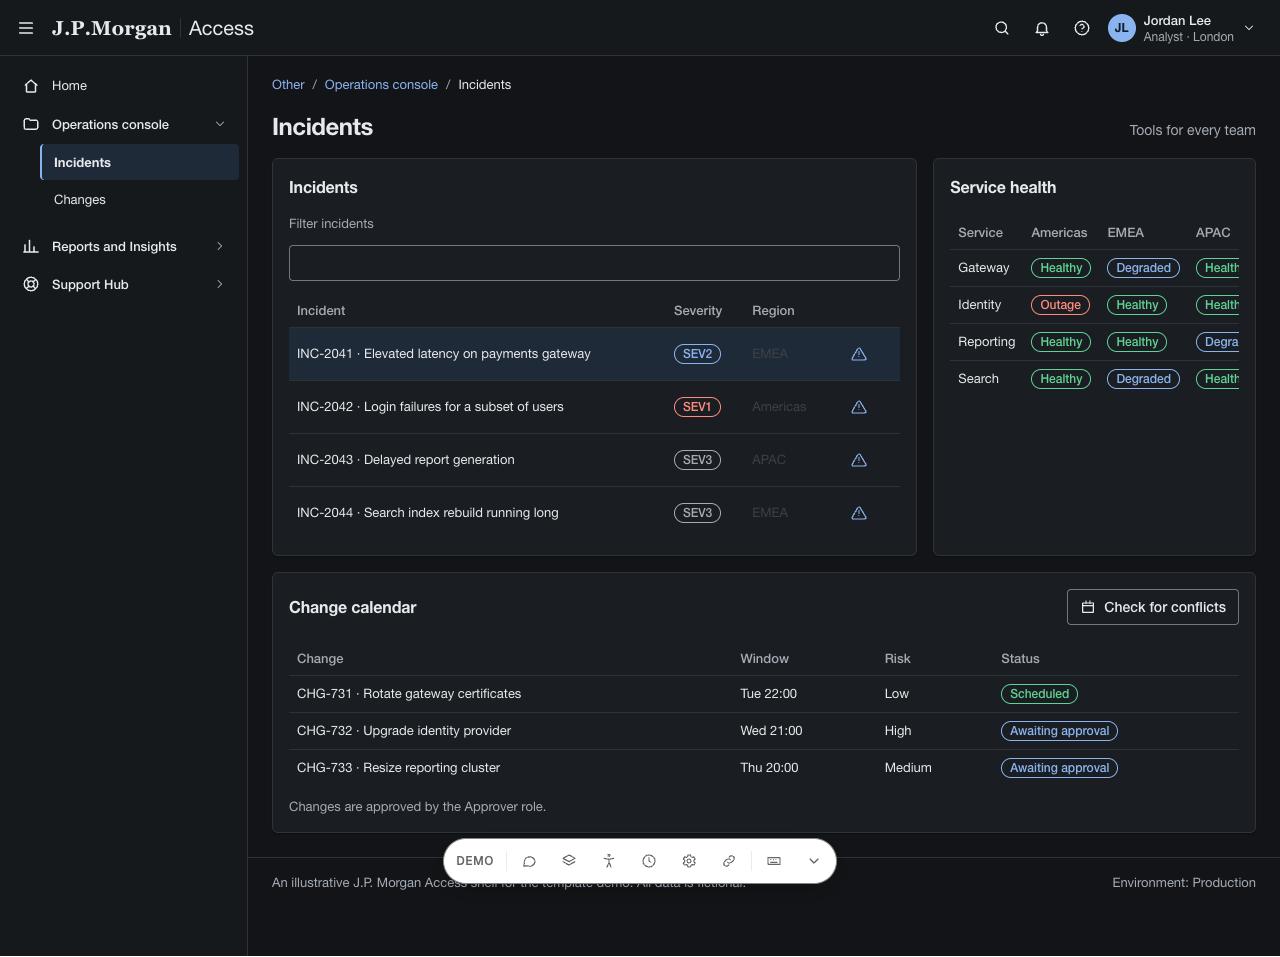 J.P.Morgan Access
JL
Jordan Lee
Analyst · London
Home
Operations console
Incidents
Changes
Reports and Insights
Support Hub
Other / Operations console / Incidents
Incidents
Tools for every team
Incidents
Filter incidents
Incident Severity Region
INC-2041 · Elevated latency on payments gateway SEV2 EMEA
INC-2042 · Login failures for a subset of users SEV1 Americas
INC-2043 · Delayed report generation SEV3 APAC
INC-2044 · Search index rebuild running long SEV3 EMEA
Service health
Service Americas EMEA APAC
Gateway Healthy Degraded Health
Identity Outage Healthy Health
Reporting Healthy Healthy Degra
Search Healthy Degraded Health
Change calendar
Check for conflicts
Change Window Risk Status
CHG-731 · Rotate gateway certificates Tue 22:00 Low Scheduled
CHG-732 · Upgrade identity provider Wed 21:00 High Awaiting approval
CHG-733 · Resize reporting cluster Thu 20:00 Medium Awaiting approval
Changes are approved by the Approver role.
DEMO
An illustrative J.P. Morgan Access shell for the template demo. All data is fictional.
Environment: Production